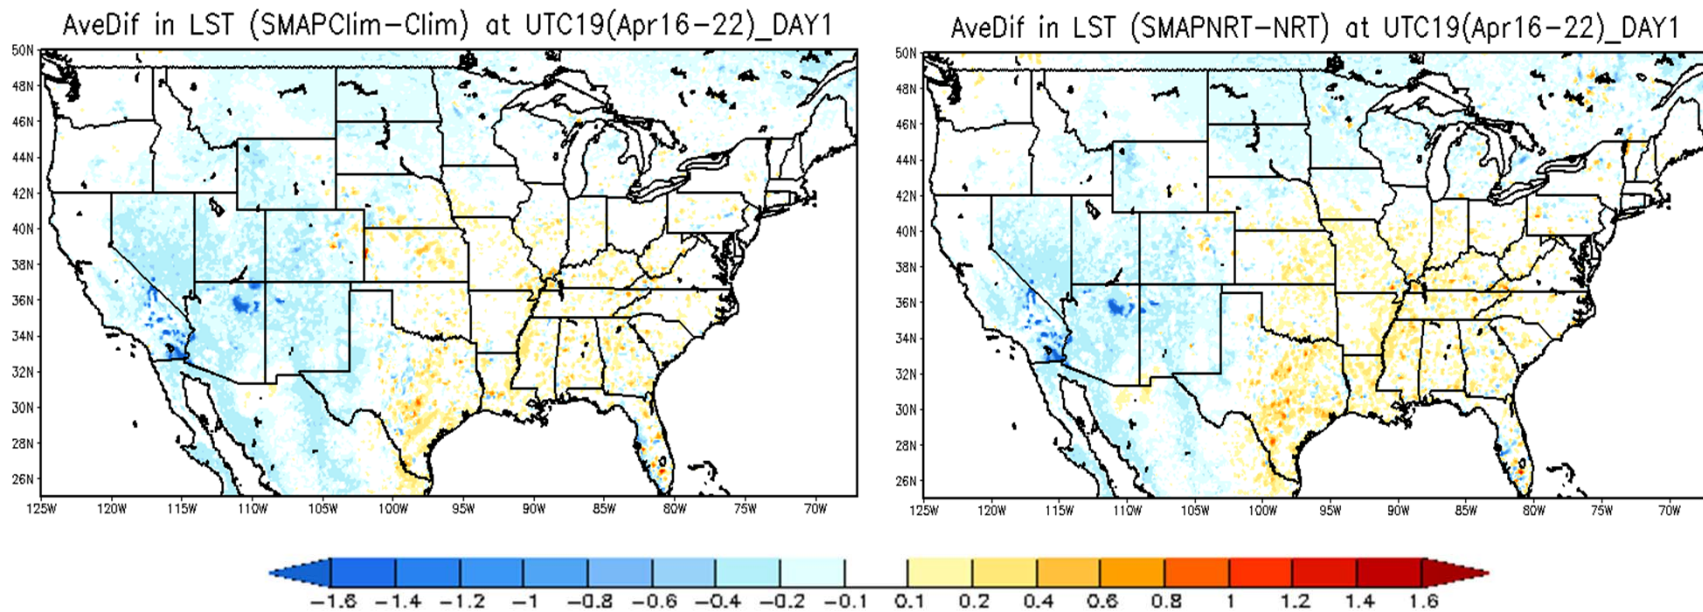 AveDif in LST (SMAPClim-Clim) at UTC19(Apr16-22)_DAY1
50N
48N
46N
44N
42N
40N
38N
36N
34N
32N
30N
28N
26N
125W 120W 115W 110W 105W 100W 95W 90W 85W 80W 75W 70W
AveDif in LST (SMAPNRT-NRT) at UTC19(Apr16-22)_DAY1
50N
48N
46N
44N
42N
40N
38N
36N
34N
32N
30N
28N
26N
125W 120W 115W 110W 105W 100W 95W 90W 85W 80W 75W 70W
-1.6 -1.4 -1.2 -1 -0.8 -0.6 -0.4 -0.2 -0.1 0.1 0.2 0.4 0.6 0.8 1 1.2 1.4 1.6